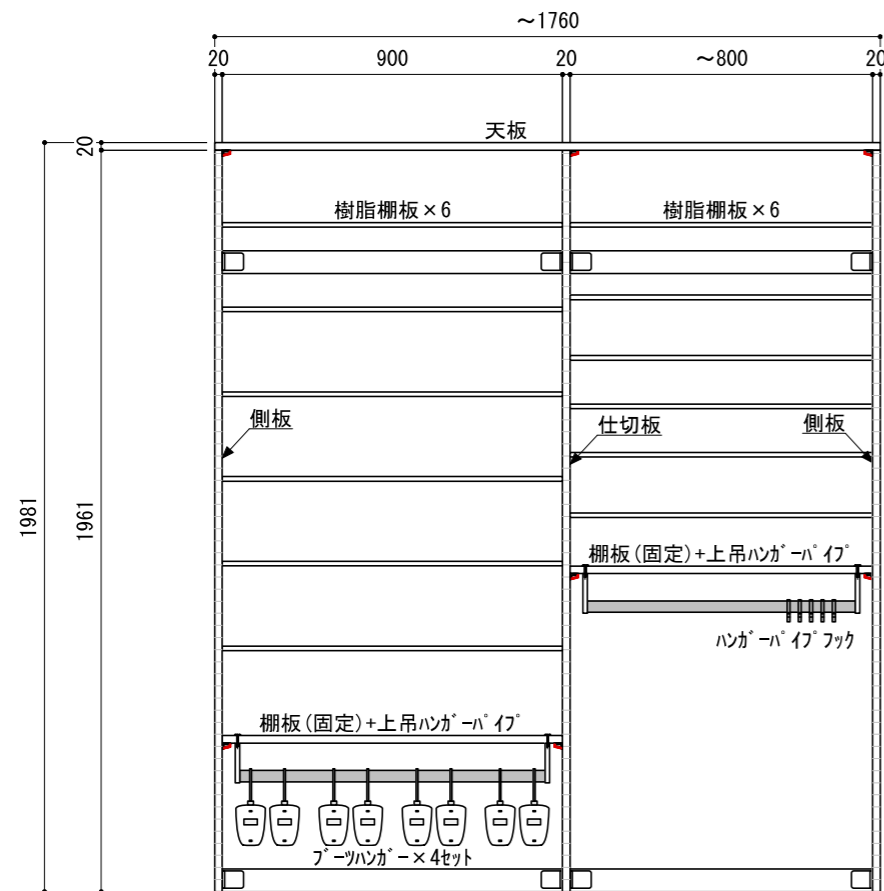 ～1760
20 900 20 ～800 20
天板
20
樹脂棚板×6 樹脂棚板×6
側板 仕切板 側板
1981 1961
棚板(固定)+上吊ﾊﾝｶﾞｰﾊﾟｲﾌﾟ
ﾊﾝｶﾞｰﾊﾟｲﾌﾟﾌｯｸ
棚板(固定)+上吊ﾊﾝｶﾞｰﾊﾟｲﾌﾟ
ﾌﾞｰﾂﾊﾝｶﾞｰ×4ｾｯﾄ